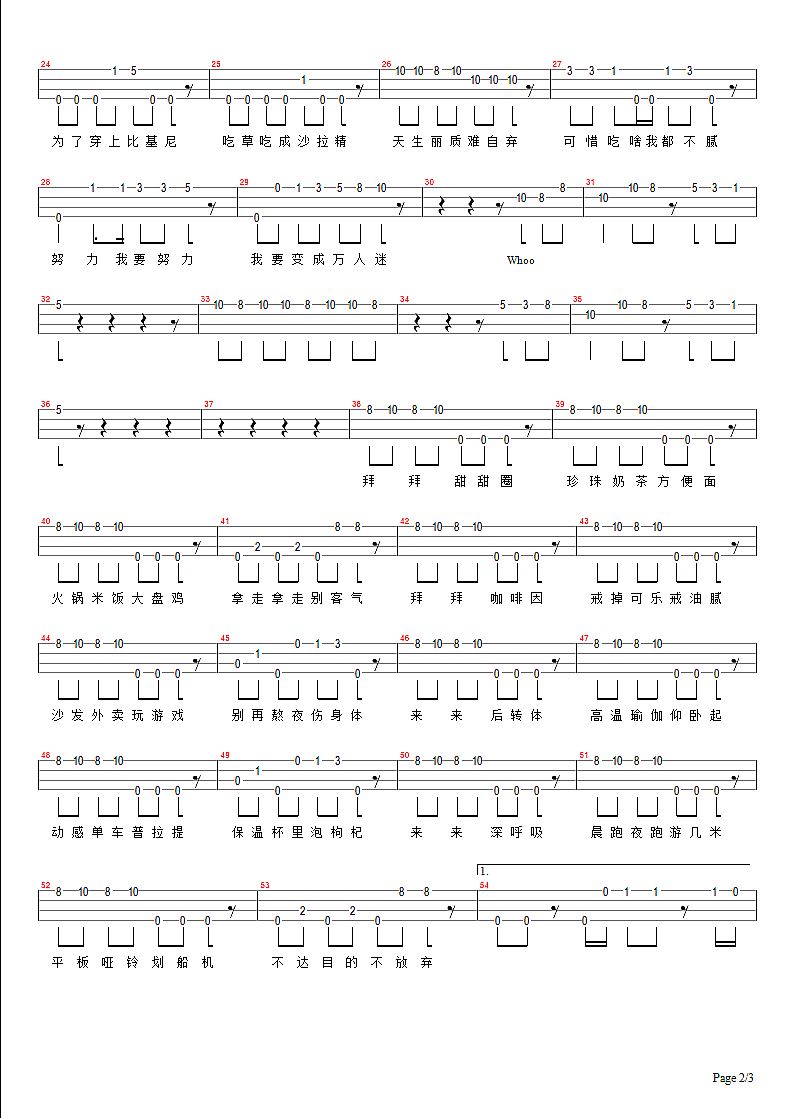 24 25 26 27
0 0 0 1 5 0 0 0 0 0 0 1 0 0 10 10 8 10 10 10 10 3 3 1 0 0 1 3 0
为了穿上比基尼 吃草吃成沙拉精 天生丽质难自弃 可惜吃啥我都不腻
28 29 30 31
0 1 1 3 3 5 0 0 1 3 5 8 10 10 8 8 10 10 8 5 3 1
努力我要努力 我要变成万人迷 Whoo
32 33 34 35
5 10 8 10 10 10 8 10 8 5 3 8 10 10 8 5 3 1
36 37 38 39
5 8 10 8 10 0 0 0 8 10 8 10 0 0 0
拜 拜 甜甜圈 珍珠奶茶方便面
40 41 42 43
8 10 8 10 0 0 0 0 2 0 2 0 8 8 8 10 8 10 0 0 0 8 10 8 10 0 0 0
火锅米饭大盘鸡 拿走拿走别客气 拜 拜 咖啡因 戒掉可乐戒油腻
44 45 46 47
8 10 8 10 0 0 0 0 1 0 0 1 3 0 8 10 8 10 0 0 0 8 10 8 10 0 0 0
沙发外卖玩游戏 别再熬夜伤身体 来 来 后转体 高温瑜伽仰卧起
48 49 50 51
8 10 8 10 0 0 0 0 1 0 0 1 3 0 8 10 8 10 0 0 0 8 10 8 10 0 0 0
动感单车普拉提 保温杯里泡枸杞 来 来 深呼吸 晨跑夜跑游几米
1.
52 53 54
8 10 8 10 0 0 0 0 2 0 2 0 8 8 0 0 0 0 1 1 1 0
平板哑铃划船机 不达目的不放弃
Page 2/3